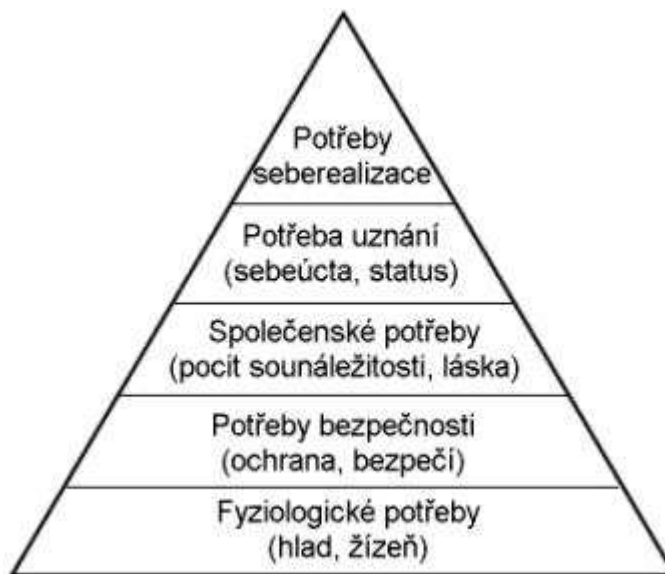 Potřeby
seberealizace
Potřeba uznání
(sebeúcta, status)
Společenské potřeby
(pocit sounáležitosti, láska)
Potřeby bezpečnosti
(ochrana, bezpečí)
Fyziologické potřeby
(hlad, žízeň)